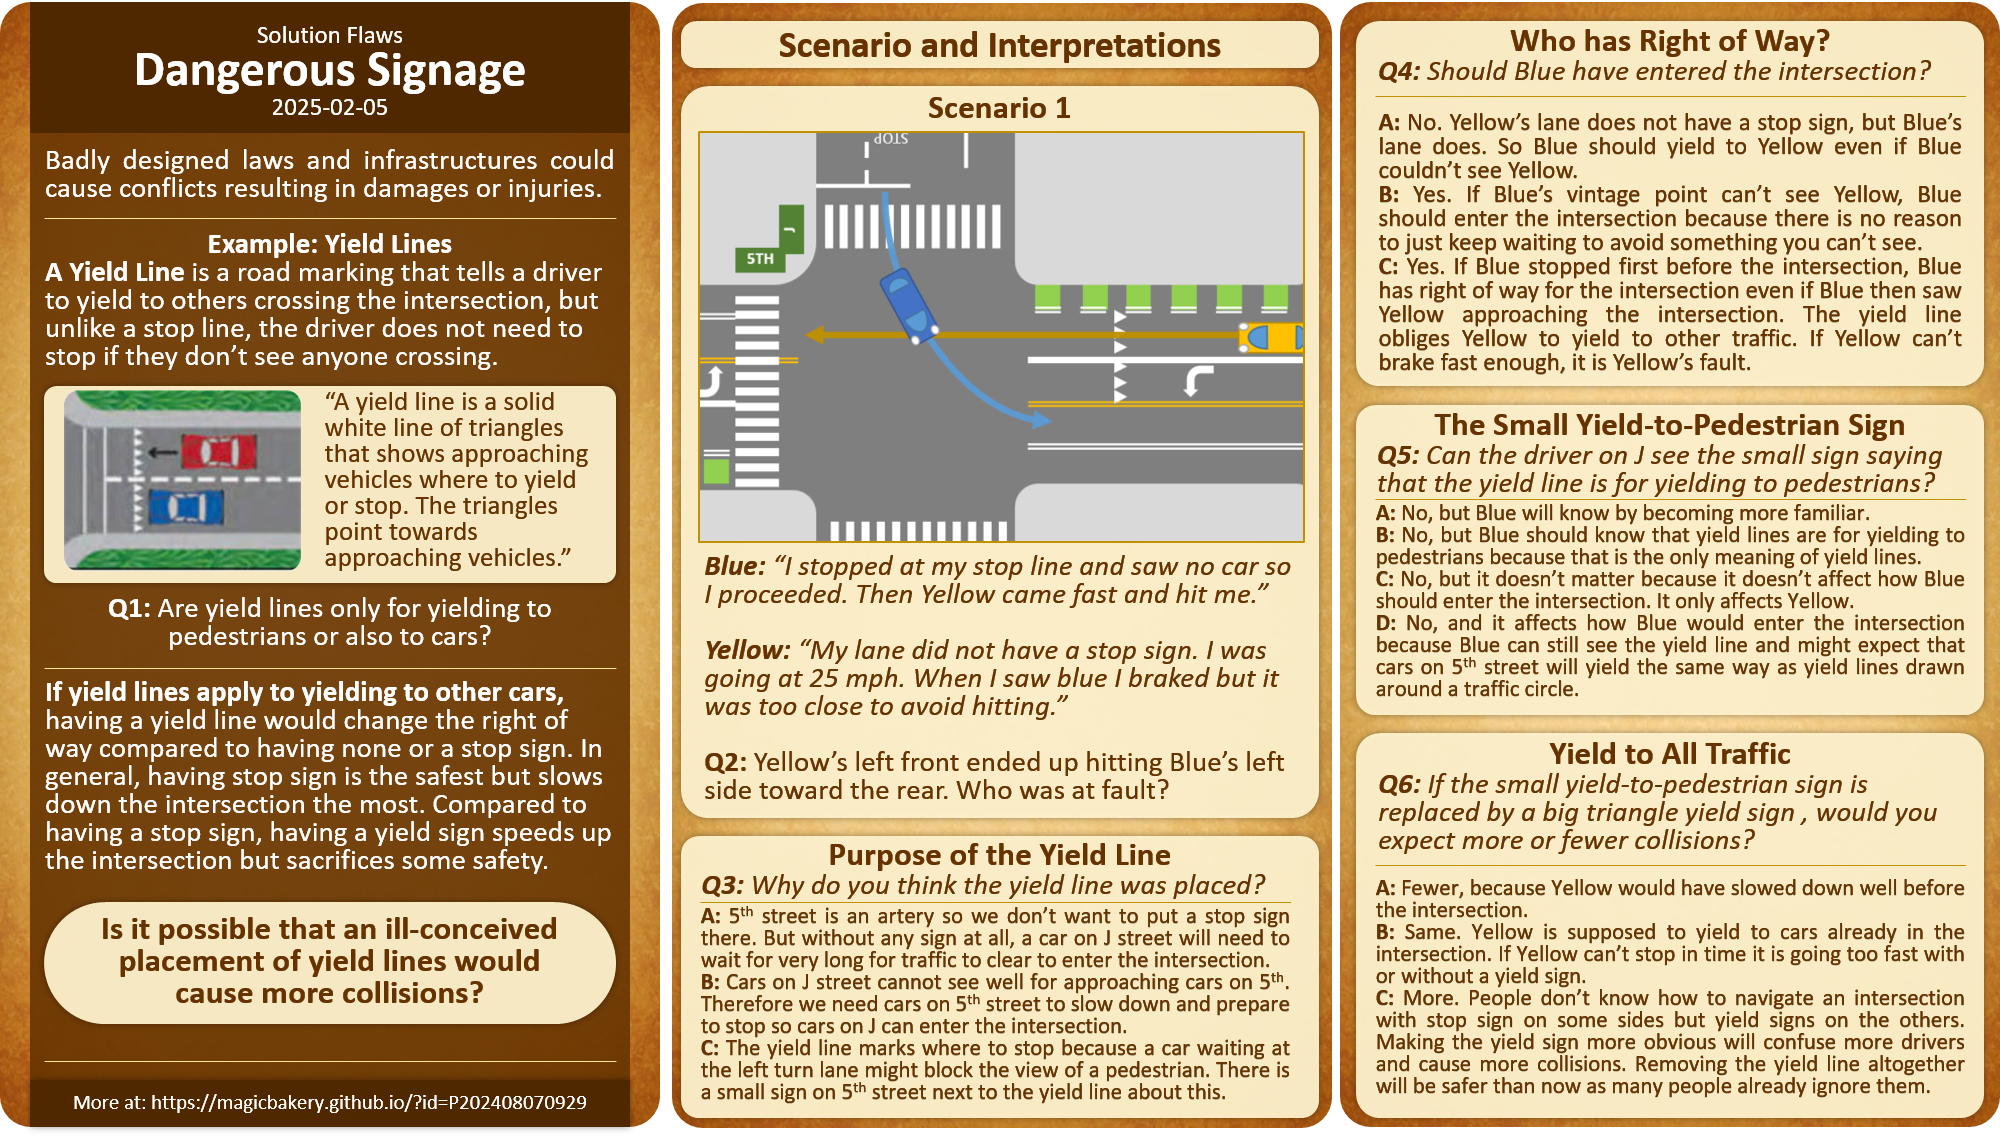 Solution Flaws
Dangerous Signage
2025-02-05
Badly designed laws and infrastructures could
cause conflicts resulting in damages or injuries.
Example: Yield Lines
A Yield Line is a road marking that tells a driver
to yield to others crossing the intersection, but
unlike a stop line, the driver does not need to
stop if they don’t see anyone crossing.
“A yield line is a solid
white line of triangles
that shows approaching
vehicles where to yield
or stop. The triangles
point towards
approaching vehicles.”
Q1: Are yield lines only for yielding to
pedestrians or also to cars?
If yield lines apply to yielding to other cars,
having a yield line would change the right of
way compared to having none or a stop sign. In
general, having stop sign is the safest but slows
down the intersection the most. Compared to
having a stop sign, having a yield sign speeds up
the intersection but sacrifices some safety.
Is it possible that an ill-conceived
placement of yield lines would
cause more collisions?
More at: https://magicbakery.github.io/?id=P202408070929
Scenario and Interpretations
Scenario 1
STOP
J
5TH
Blue: “I stopped at my stop line and saw no car so
I proceeded. Then Yellow came fast and hit me.”
Yellow: “My lane did not have a stop sign. I was
going at 25 mph. When I saw blue I braked but it
was too close to avoid hitting.”
Q2: Yellow’s left front ended up hitting Blue’s left
side toward the rear. Who was at fault?
Purpose of the Yield Line
Q3: Why do you think the yield line was placed?
A: 5th street is an artery so we don’t want to put a stop sign
there. But without any sign at all, a car on J street will need to
wait for very long for traffic to clear to enter the intersection.
B: Cars on J street cannot see well for approaching cars on 5th.
Therefore we need cars on 5th street to slow down and prepare
to stop so cars on J can enter the intersection.
C: The yield line marks where to stop because a car waiting at
the left turn lane might block the view of a pedestrian. There is
a small sign on 5th street next to the yield line about this.
Who has Right of Way?
Q4: Should Blue have entered the intersection?
A: No. Yellow’s lane does not have a stop sign, but Blue’s
lane does. So Blue should yield to Yellow even if Blue
couldn’t see Yellow.
B: Yes. If Blue’s vintage point can’t see Yellow, Blue
should enter the intersection because there is no reason
to just keep waiting to avoid something you can’t see.
C: Yes. If Blue stopped first before the intersection, Blue
has right of way for the intersection even if Blue then saw
Yellow approaching the intersection. The yield line
obliges Yellow to yield to other traffic. If Yellow can’t
brake fast enough, it is Yellow’s fault.
The Small Yield-to-Pedestrian Sign
Q5: Can the driver on J see the small sign saying
that the yield line is for yielding to pedestrians?
A: No, but Blue will know by becoming more familiar.
B: No, but Blue should know that yield lines are for yielding to
pedestrians because that is the only meaning of yield lines.
C: No, but it doesn’t matter because it doesn’t affect how Blue
should enter the intersection. It only affects Yellow.
D: No, and it affects how Blue would enter the intersection
because Blue can still see the yield line and might expect that
cars on 5th street will yield the same way as yield lines drawn
around a traffic circle.
Yield to All Traffic
Q6: If the small yield-to-pedestrian sign is
replaced by a big triangle yield sign , would you
expect more or fewer collisions?
A: Fewer, because Yellow would have slowed down well before
the intersection.
B: Same. Yellow is supposed to yield to cars already in the
intersection. If Yellow can’t stop in time it is going too fast with
or without a yield sign.
C: More. People don’t know how to navigate an intersection
with stop sign on some sides but yield signs on the others.
Making the yield sign more obvious will confuse more drivers
and cause more collisions. Removing the yield line altogether
will be safer than now as many people already ignore them.